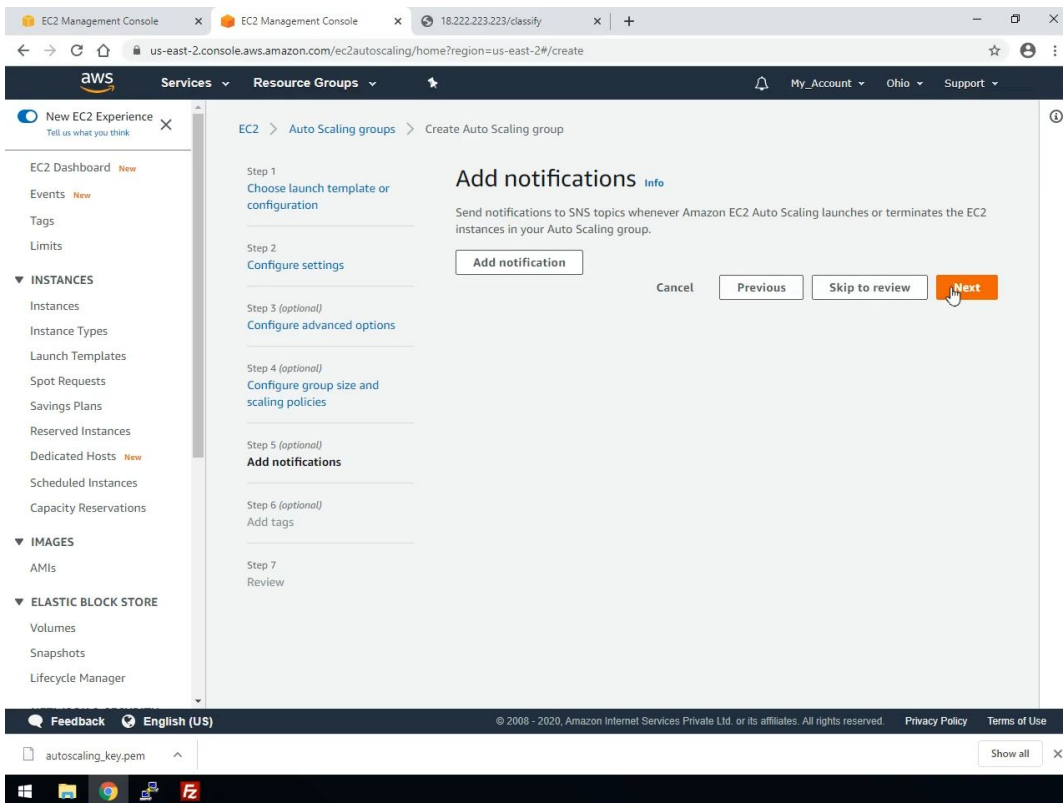 EC2 Management Console
EC2 Management Console
18.222.223.223/classify
us-east-2.console.aws.amazon.com/ec2autoscaling/home?region=us-east-2#/create
aws
Services
Resource Groups
My_Account
Ohio
Support
New EC2 Experience
Tell us what you think
EC2 Dashboard New
Events New
Tags
Limits
INSTANCES
Instances
Instance Types
Launch Templates
Spot Requests
Savings Plans
Reserved Instances
Dedicated Hosts New
Scheduled Instances
Capacity Reservations
IMAGES
AMIs
ELASTIC BLOCK STORE
Volumes
Snapshots
Lifecycle Manager
EC2 > Auto Scaling groups > Create Auto Scaling group
Step 1
Choose launch template or
configuration
Step 2
Configure settings
Step 3 (optional)
Configure advanced options
Step 4 (optional)
Configure group size and
scaling policies
Step 5 (optional)
Add notifications
Step 6 (optional)
Add tags
Step 7
Review
Add notifications Info
Send notifications to SNS topics whenever Amazon EC2 Auto Scaling launches or terminates the EC2
instances in your Auto Scaling group.
Add notification
Cancel
Previous
Skip to review
Next
Feedback
English (US)
© 2008 - 2020, Amazon Internet Services Private Ltd. or its affiliates. All rights reserved.
Privacy Policy
Terms of Use
autoscaling_key.pem
Show all